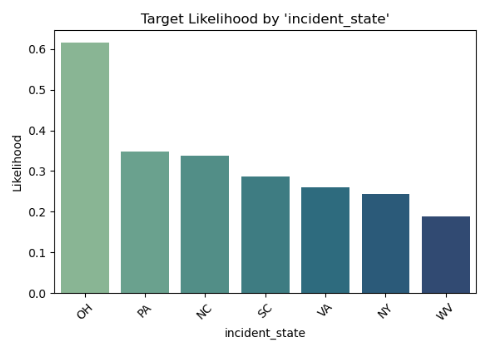 Target Likelihood by 'incident_state'
Likelihood
0.6
0.5
0.4
0.3
0.2
0.1
0.0
OH
PA
NC
SC
VA
NY
WV
incident_state